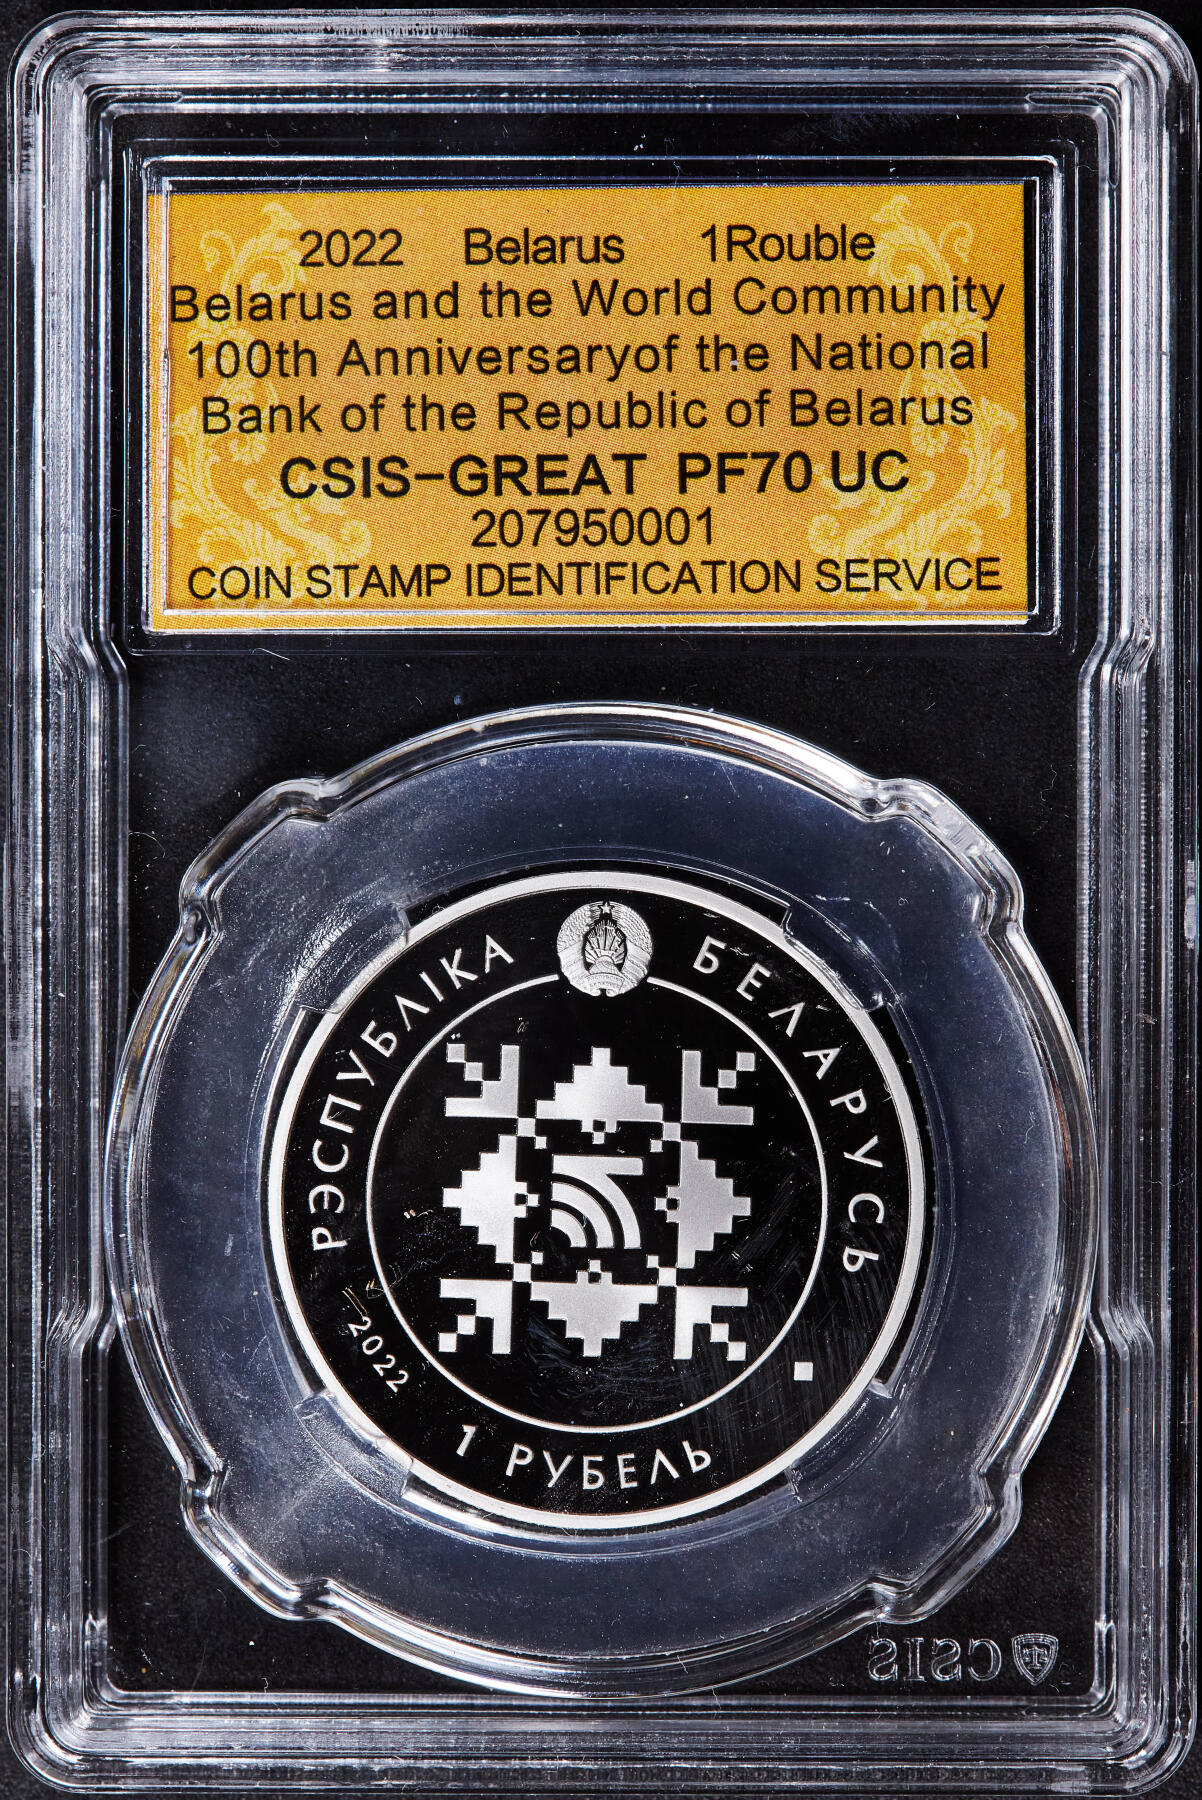 2022 Belarus 1Rouble
Belarus and the World Community
100th Anniversaryof the National
Bank of the Republic of Belarus
CSIS-GREAT PF70 UC
207950001
COIN STAMP IDENTIFICATION SERVICE
РЭСПУБЛІКА БЕЛАРУСЬ
2022
1 РУБЕЛЬ
CSIS